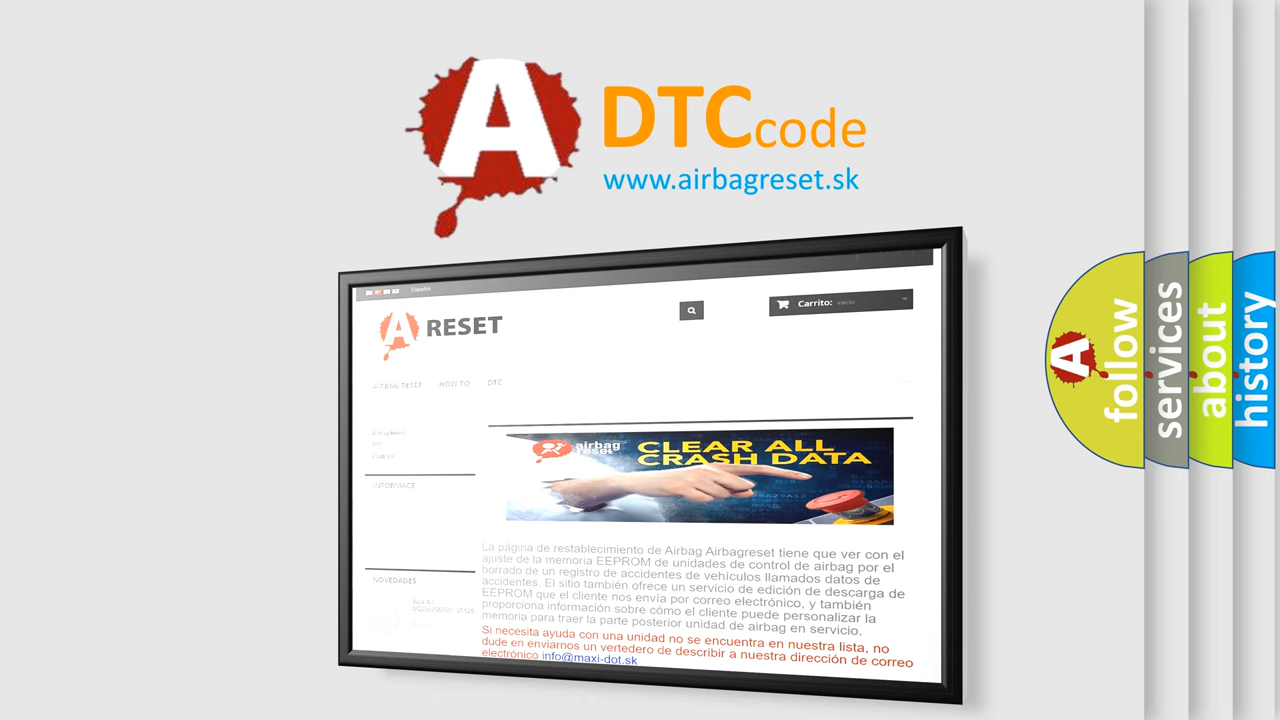 A DTCcode
www.airbagreset.sk
Español
A RESET
Carrito: vacío
AIRBAG RESET HOW TO DTC
CLEAR ALL
airbag
reset
CRASH DATA
INFORMACE
La página de restablecimiento de Airbag Airbagreset tiene que ver con el
ajuste de la memoria EEPROM de unidades de control de airbag por el
borrado de un registro de accidentes de vehículos llamados datos de
accidentes. El sitio también ofrece un servicio de edición de descarga de
EEPROM que el cliente nos envía por correo electrónico, y también
proporciona información sobre cómo el cliente puede personalizar la
memoria para traer la parte posterior unidad de airbag en servicio.
Si necesita ayuda con una unidad no se encuentra en nuestra lista, no
dude en enviarnos un vertedero de describir a nuestra dirección de correo
electrónico info@maxi-dot.sk
NOVEDADES
A
follow
services
about
history